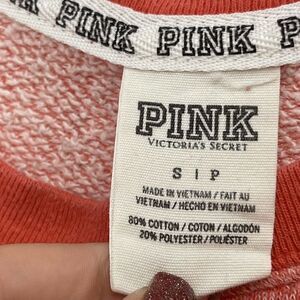 PINK PINK PINK
PINK
VICTORIA'S SECRET
S | P
MADE IN VIETNAM / FAIT AU
VIETNAM / HECHO EN VIETNAM
80% COTTON / COTON / ALGODÓN
20% POLYESTER / POLIÉSTER